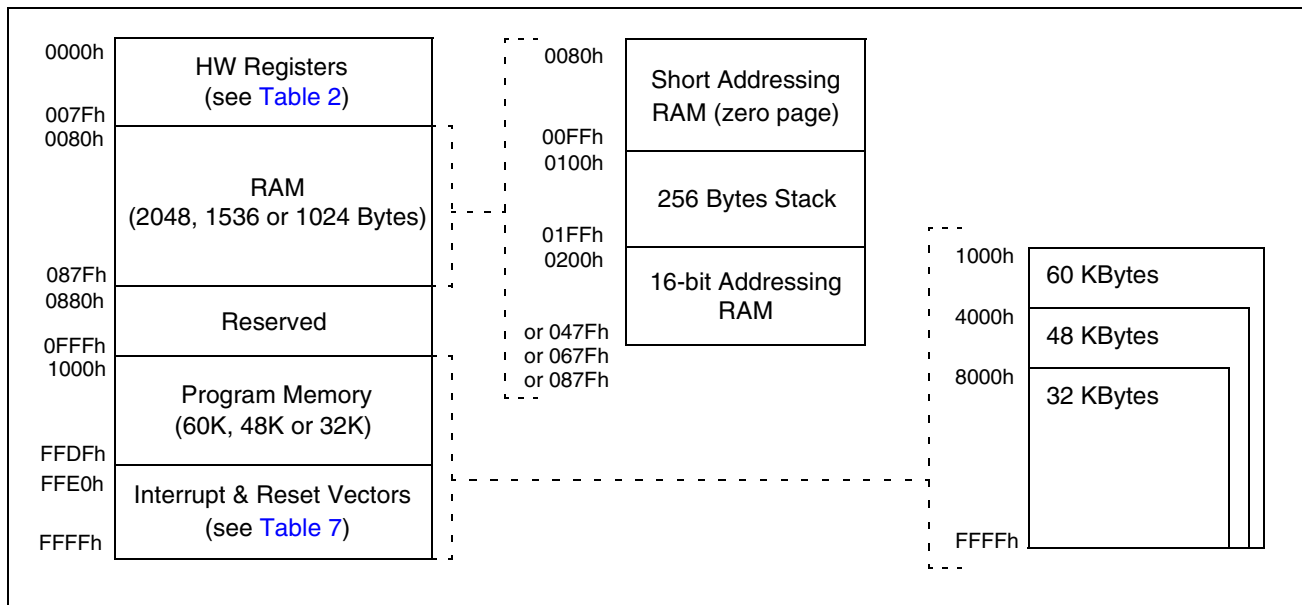 0000h
HW Registers
(see Table 2)
007Fh
0080h
RAM
(2048, 1536 or 1024 Bytes)
087Fh
0880h
Reserved
0FFFh
1000h
Program Memory
(60K, 48K or 32K)
FFDFh
FFE0h
Interrupt & Reset Vectors
(see Table 7)
FFFFh
0080h
Short Addressing
RAM (zero page)
00FFh
0100h
256 Bytes Stack
01FFh
0200h
16-bit Addressing
RAM
or 047Fh
or 067Fh
or 087Fh
1000h
60 KBytes
4000h
48 KBytes
8000h
32 KBytes
FFFFh